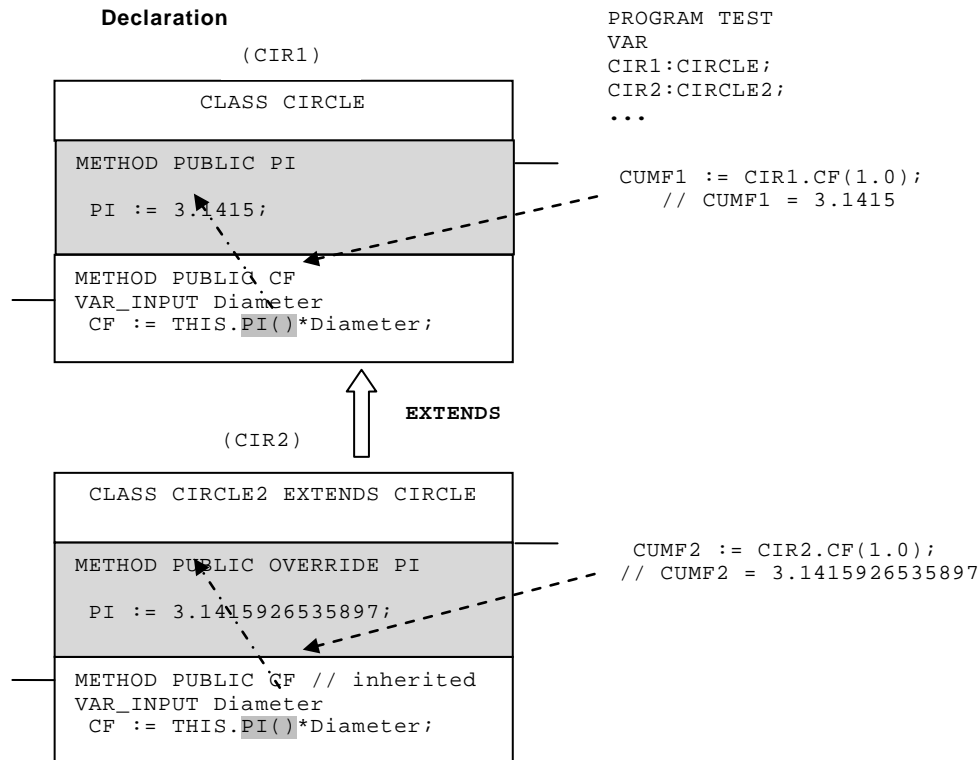 Declaration
(CIR1)
CLASS CIRCLE
METHOD PUBLIC PI
PI := 3.1415;
METHOD PUBLIC CF
VAR_INPUT Diameter
CF := THIS.PI()*Diameter;
EXTENDS
(CIR2)
CLASS CIRCLE2 EXTENDS CIRCLE
METHOD PUBLIC OVERRIDE PI
PI := 3.1415926535897;
METHOD PUBLIC CF // inherited
VAR_INPUT Diameter
CF := THIS.PI()*Diameter;
PROGRAM TEST
VAR
CIR1:CIRCLE;
CIR2:CIRCLE2;
...
CUMF1 := CIR1.CF(1.0);
// CUMF1 = 3.1415
CUMF2 := CIR2.CF(1.0);
// CUMF2 = 3.1415926535897